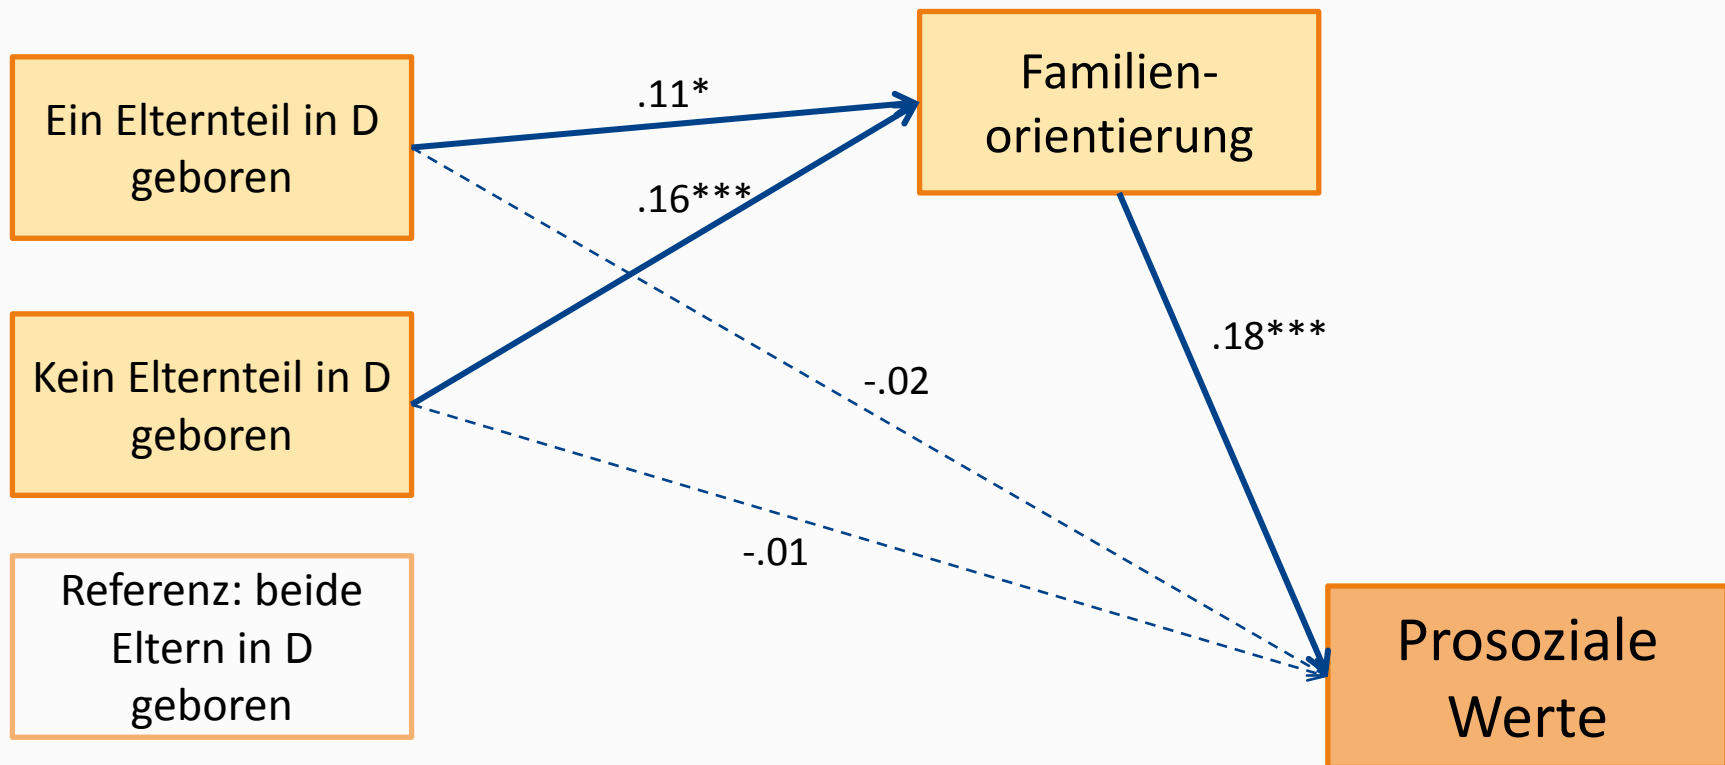 Ein Elternteil in D
geboren
.11*
Familien-
orientierung
.16***
Kein Elternteil in D
geboren
-.02
.18***
-.01
Referenz: beide
Eltern in D
geboren
Prosoziale
Werte